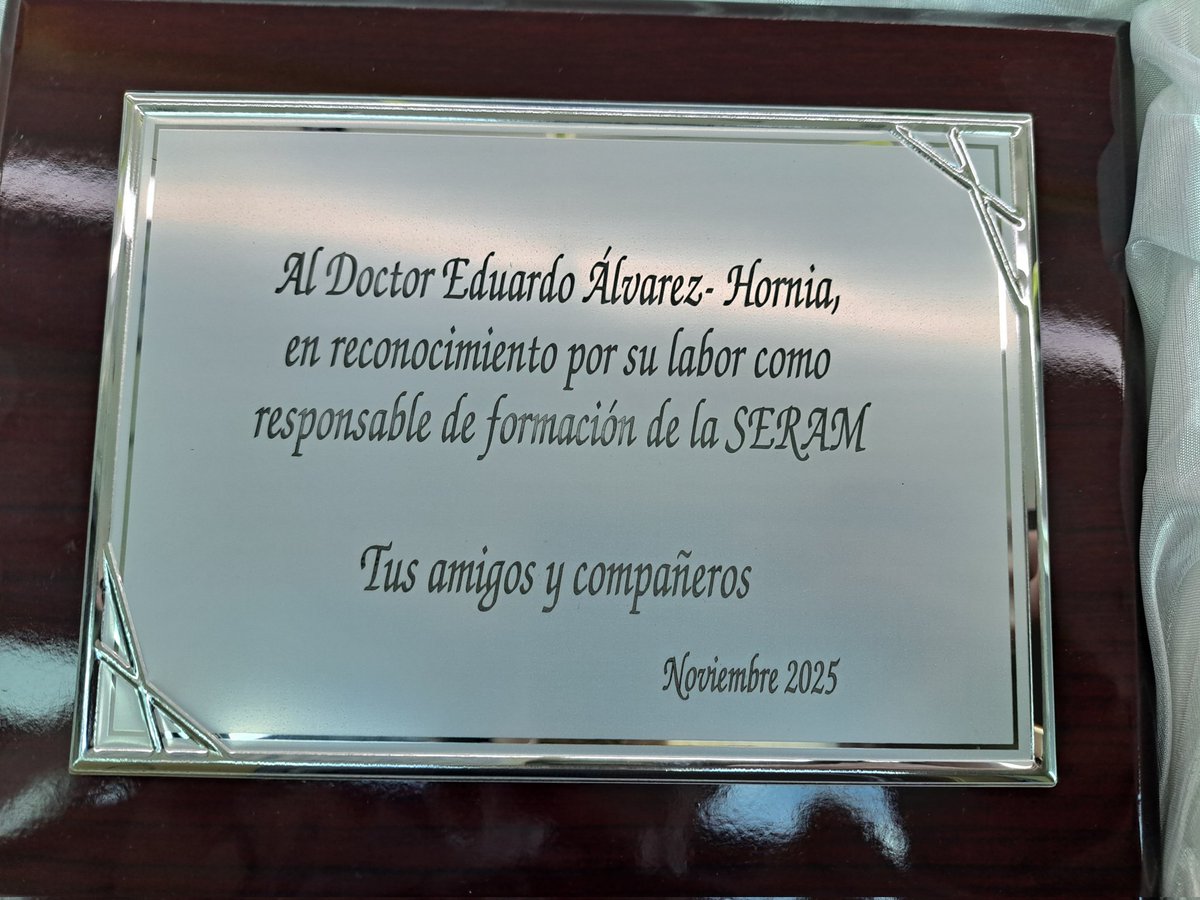 Al Doctor Eduardo Álvarez- Hornia,
en reconocimiento por su labor como
responsable de formación de la SERAM
Tus amigos y compañeros
Noviembre 2025